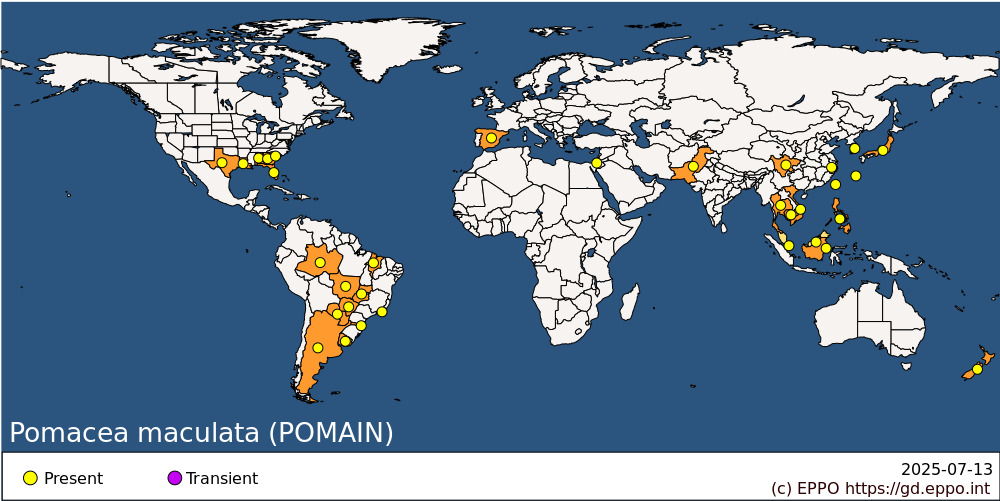 Pomacea maculata (POMAIN)
Present
Transient
2025-07-13
(c) EPPO https://gd.eppo.int